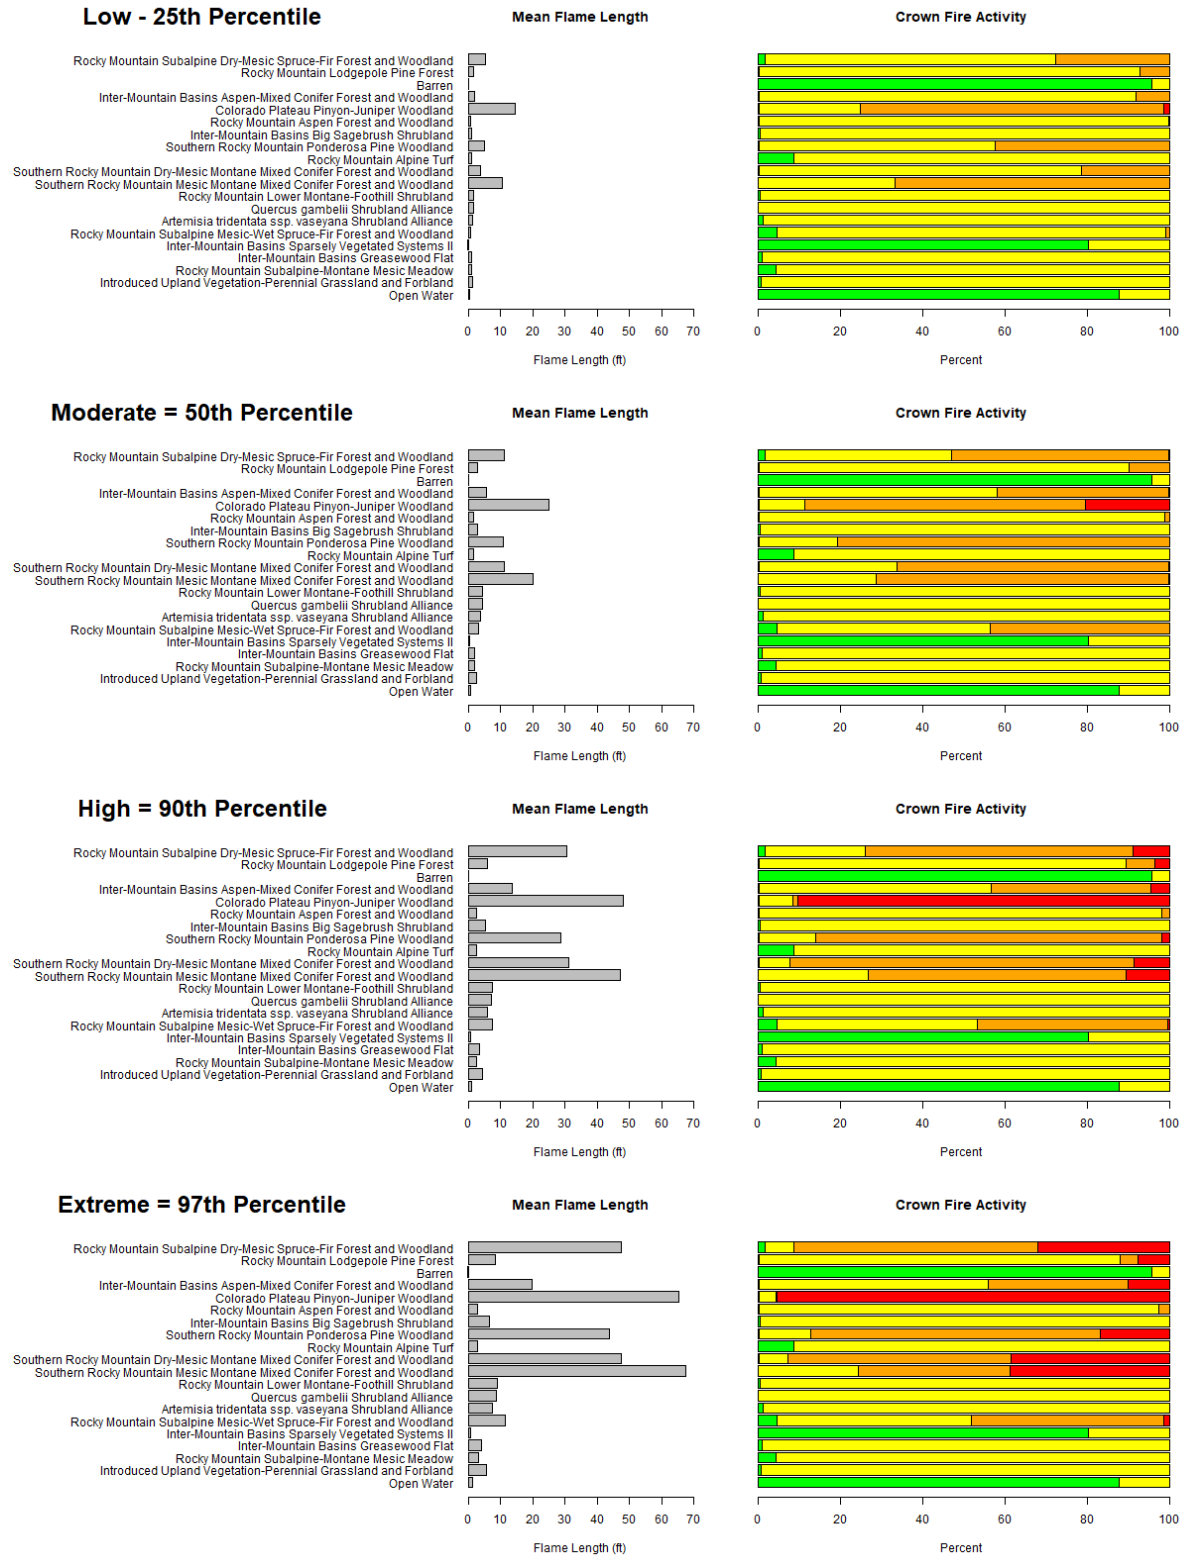 Low - 25th Percentile
Mean Flame Length
Crown Fire Activity
Rocky Mountain Subalpine Dry-Mesic Spruce-Fir Forest and Woodland
Rocky Mountain Lodgepole Pine Forest
Barren
Inter-Mountain Basins Aspen-Mixed Conifer Forest and Woodland
Colorado Plateau Pinyon-Juniper Woodland
Rocky Mountain Aspen Forest and Woodland
Inter-Mountain Basins Big Sagebrush Shrubland
Southern Rocky Mountain Ponderosa Pine Woodland
Rocky Mountain Alpine Turf
Southern Rocky Mountain Dry-Mesic Montane Mixed Conifer Forest and Woodland
Southern Rocky Mountain Mesic Montane Mixed Conifer Forest and Woodland
Rocky Mountain Lower Montane-Foothill Shrubland
Quercus gambelii Shrubland Alliance
Artemisia tridentata ssp. vaseyana Shrubland Alliance
Rocky Mountain Subalpine Mesic-Wet Spruce-Fir Forest and Woodland
Inter-Mountain Basins Sparsely Vegetated Systems II
Inter-Mountain Basins Greasewood Flat
Rocky Mountain Subalpine-Montane Mesic Meadow
Introduced Upland Vegetation-Perennial Grassland and Forbland
Open Water
0 10 20 30 40 50 60 70
0 20 40 60 80 100
Flame Length (ft)
Percent
Moderate = 50th Percentile
Mean Flame Length
Crown Fire Activity
Rocky Mountain Subalpine Dry-Mesic Spruce-Fir Forest and Woodland
Rocky Mountain Lodgepole Pine Forest
Barren
Inter-Mountain Basins Aspen-Mixed Conifer Forest and Woodland
Colorado Plateau Pinyon-Juniper Woodland
Rocky Mountain Aspen Forest and Woodland
Inter-Mountain Basins Big Sagebrush Shrubland
Southern Rocky Mountain Ponderosa Pine Woodland
Rocky Mountain Alpine Turf
Southern Rocky Mountain Dry-Mesic Montane Mixed Conifer Forest and Woodland
Southern Rocky Mountain Mesic Montane Mixed Conifer Forest and Woodland
Rocky Mountain Lower Montane-Foothill Shrubland
Quercus gambelii Shrubland Alliance
Artemisia tridentata ssp. vaseyana Shrubland Alliance
Rocky Mountain Subalpine Mesic-Wet Spruce-Fir Forest and Woodland
Inter-Mountain Basins Sparsely Vegetated Systems II
Inter-Mountain Basins Greasewood Flat
Rocky Mountain Subalpine-Montane Mesic Meadow
Introduced Upland Vegetation-Perennial Grassland and Forbland
Open Water
0 10 20 30 40 50 60 70
0 20 40 60 80 100
Flame Length (ft)
Percent
High = 90th Percentile
Mean Flame Length
Crown Fire Activity
Rocky Mountain Subalpine Dry-Mesic Spruce-Fir Forest and Woodland
Rocky Mountain Lodgepole Pine Forest
Barren
Inter-Mountain Basins Aspen-Mixed Conifer Forest and Woodland
Colorado Plateau Pinyon-Juniper Woodland
Rocky Mountain Aspen Forest and Woodland
Inter-Mountain Basins Big Sagebrush Shrubland
Southern Rocky Mountain Ponderosa Pine Woodland
Rocky Mountain Alpine Turf
Southern Rocky Mountain Dry-Mesic Montane Mixed Conifer Forest and Woodland
Southern Rocky Mountain Mesic Montane Mixed Conifer Forest and Woodland
Rocky Mountain Lower Montane-Foothill Shrubland
Quercus gambelii Shrubland Alliance
Artemisia tridentata ssp. vaseyana Shrubland Alliance
Rocky Mountain Subalpine Mesic-Wet Spruce-Fir Forest and Woodland
Inter-Mountain Basins Sparsely Vegetated Systems II
Inter-Mountain Basins Greasewood Flat
Rocky Mountain Subalpine-Montane Mesic Meadow
Introduced Upland Vegetation-Perennial Grassland and Forbland
Open Water
0 10 20 30 40 50 60 70
0 20 40 60 80 100
Flame Length (ft)
Percent
Extreme = 97th Percentile
Mean Flame Length
Crown Fire Activity
Rocky Mountain Subalpine Dry-Mesic Spruce-Fir Forest and Woodland
Rocky Mountain Lodgepole Pine Forest
Barren
Inter-Mountain Basins Aspen-Mixed Conifer Forest and Woodland
Colorado Plateau Pinyon-Juniper Woodland
Rocky Mountain Aspen Forest and Woodland
Inter-Mountain Basins Big Sagebrush Shrubland
Southern Rocky Mountain Ponderosa Pine Woodland
Rocky Mountain Alpine Turf
Southern Rocky Mountain Dry-Mesic Montane Mixed Conifer Forest and Woodland
Southern Rocky Mountain Mesic Montane Mixed Conifer Forest and Woodland
Rocky Mountain Lower Montane-Foothill Shrubland
Quercus gambelii Shrubland Alliance
Artemisia tridentata ssp. vaseyana Shrubland Alliance
Rocky Mountain Subalpine Mesic-Wet Spruce-Fir Forest and Woodland
Inter-Mountain Basins Sparsely Vegetated Systems II
Inter-Mountain Basins Greasewood Flat
Rocky Mountain Subalpine-Montane Mesic Meadow
Introduced Upland Vegetation-Perennial Grassland and Forbland
Open Water
0 10 20 30 40 50 60 70
0 20 40 60 80 100
Flame Length (ft)
Percent